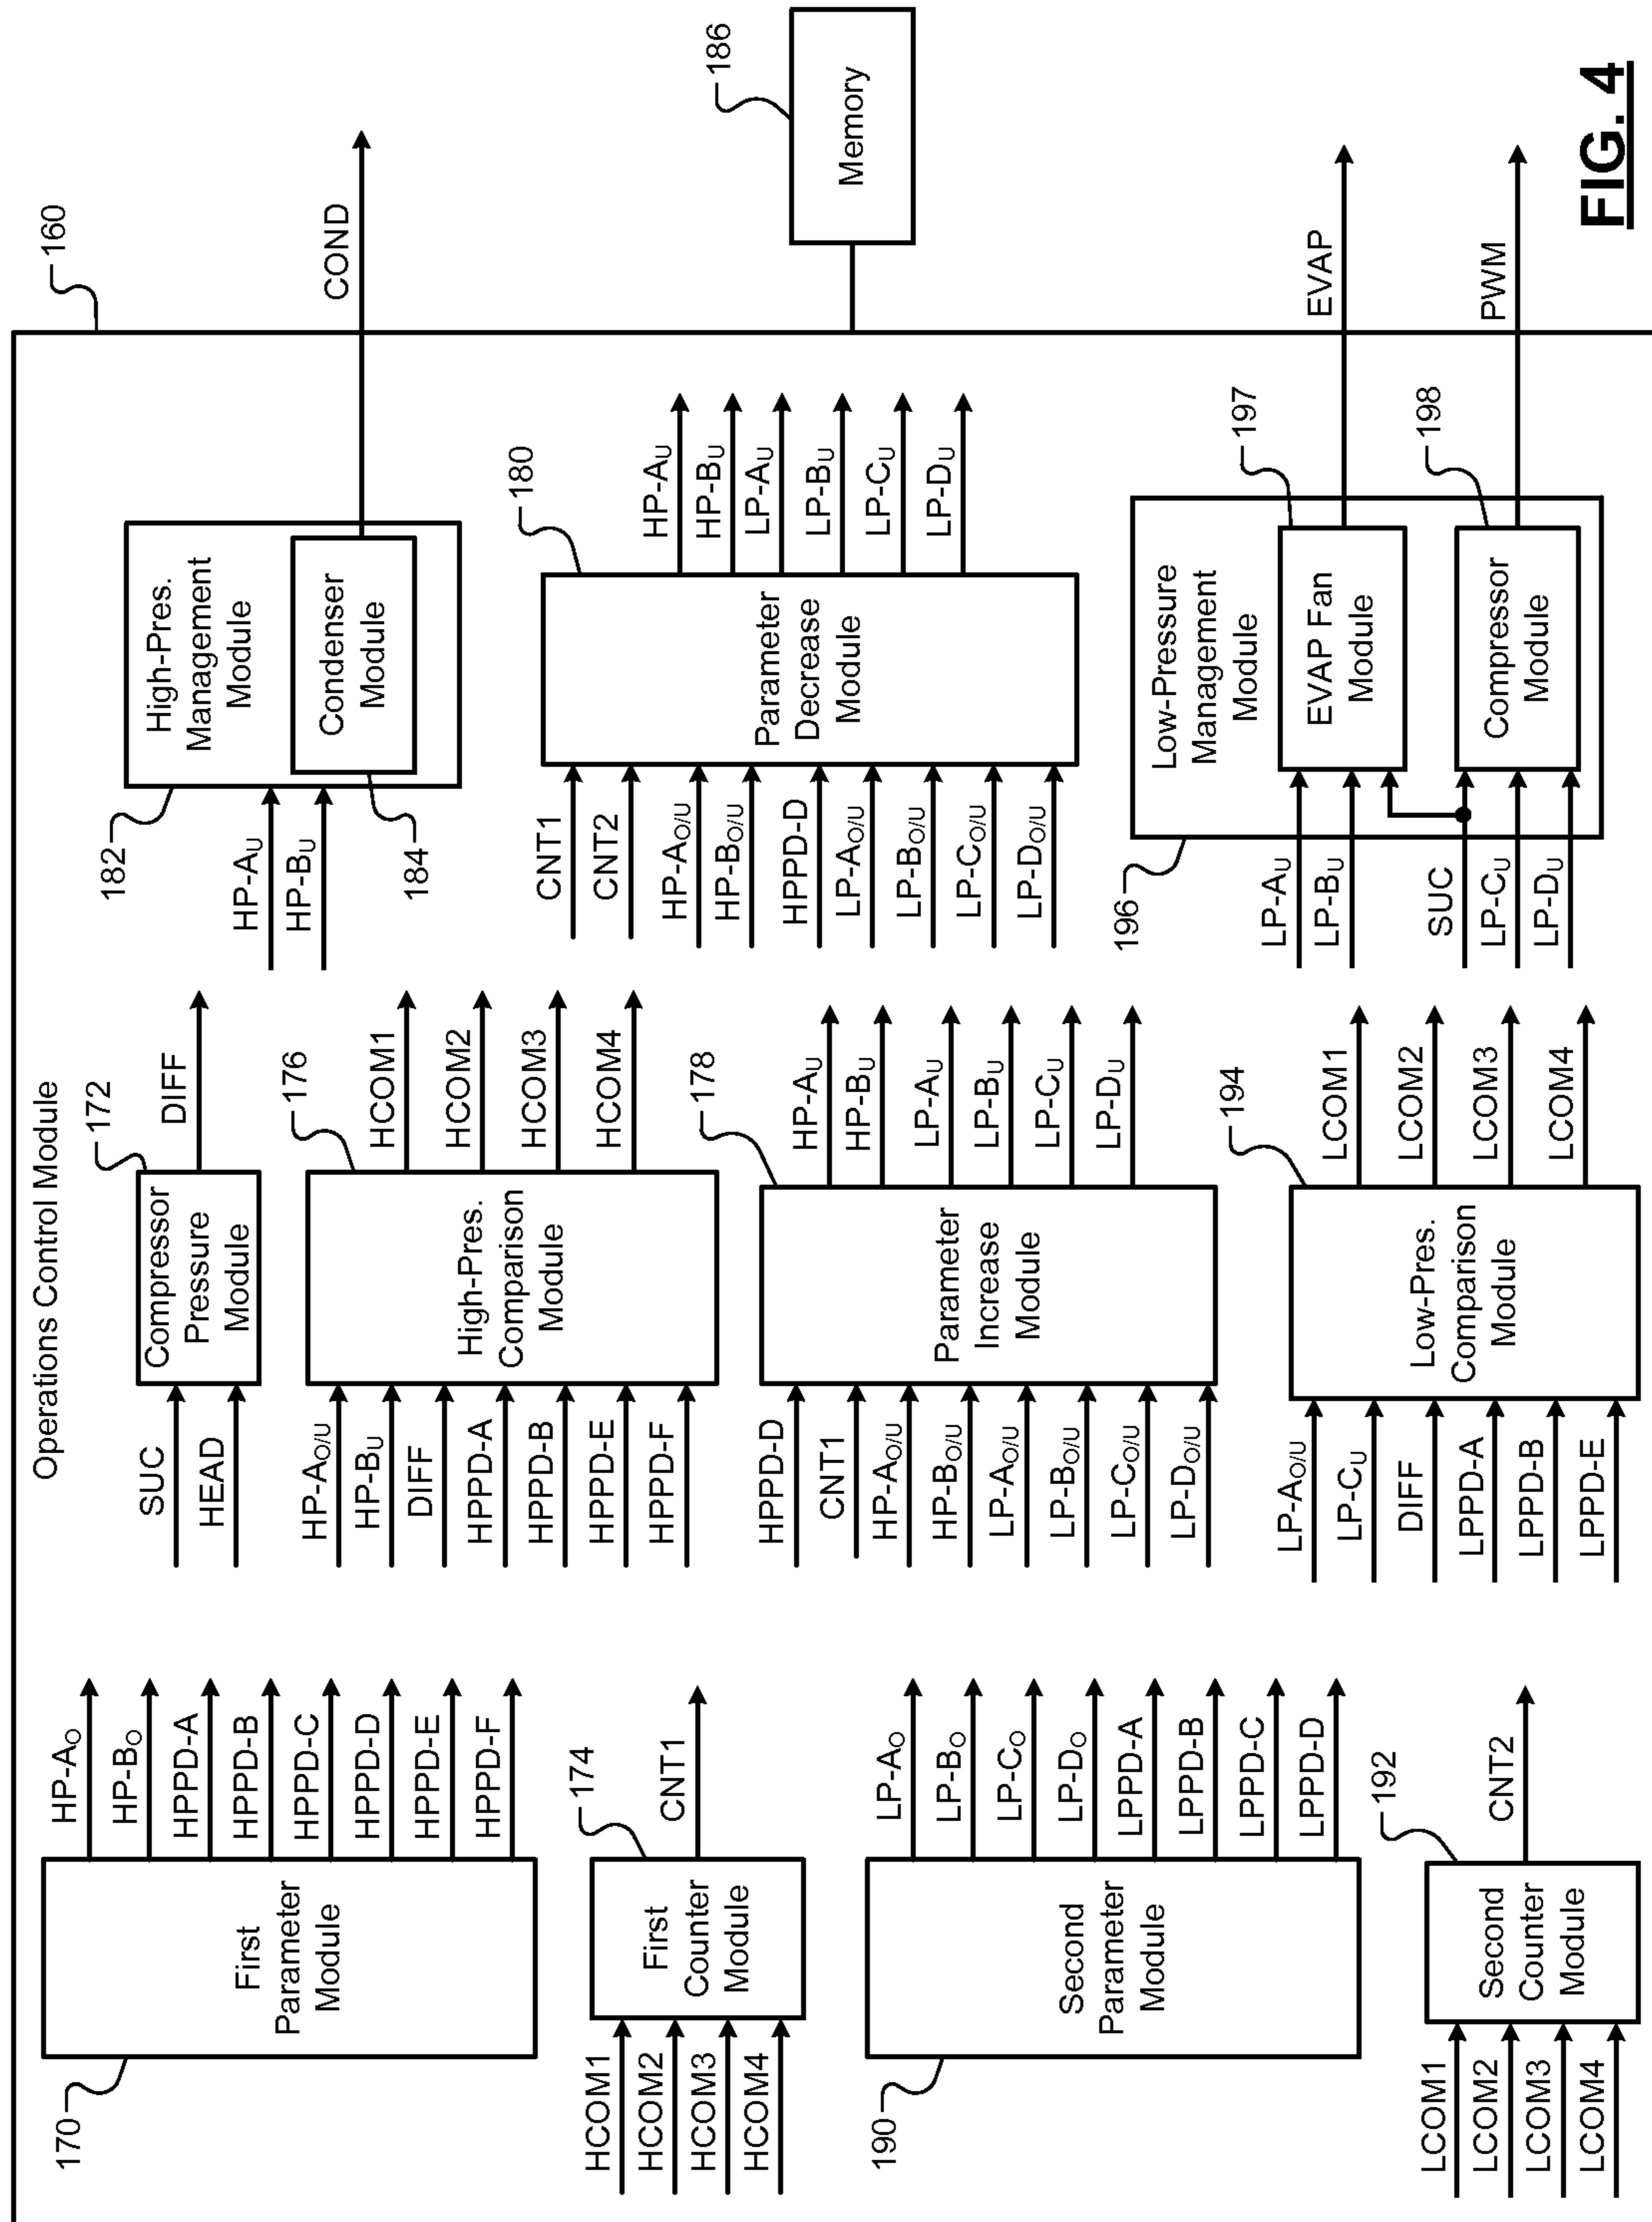 Operations Control Module
160
170
First
Parameter
Module
HP-AO
HP-BO
HPPD-A
HPPD-B
HPPD-C
HPPD-D
HPPD-E
HPPD-F
SUC
HEAD
172
Compressor
Pressure
Module
DIFF
182
HP-AU
HP-BU
High-Pres.
Management
Module
184
Condenser
Module
COND
HCOM1
HCOM2
HCOM3
HCOM4
174
First
Counter
Module
CNT1
HP-AO/U
HP-BU
DIFF
HPPD-A
HPPD-B
HPPD-E
HPPD-F
176
High-Pres.
Comparison
Module
HCOM1
HCOM2
HCOM3
HCOM4
CNT1
CNT2
HP-AO/U
HP-BO/U
HPPD-D
LP-AO/U
LP-BO/U
LP-CO/U
LP-DO/U
180
Parameter
Decrease
Module
HP-AU
HP-BU
LP-AU
LP-BU
LP-CU
LP-DU
186
Memory
190
Second
Parameter
Module
LP-AO
LP-BO
LP-CO
LP-DO
LPPD-A
LPPD-B
LPPD-C
LPPD-D
HPPD-D
CNT1
HP-AO/U
HP-BO/U
LP-AO/U
LP-BO/U
LP-CO/U
LP-DO/U
178
Parameter
Increase
Module
HP-AU
HP-BU
LP-AU
LP-BU
LP-CU
LP-DU
LCOM1
LCOM2
LCOM3
LCOM4
192
Second
Counter
Module
CNT2
LP-AO/U
LP-CU
DIFF
LPPD-A
LPPD-B
LPPD-E
194
Low-Pres.
Comparison
Module
LCOM1
LCOM2
LCOM3
LCOM4
196
LP-AU
LP-BU
SUC
LP-CU
LP-DU
Low-Pressure
Management
Module
197
EVAP Fan
Module
198
Compressor
Module
EVAP
PWM
FIG. 4